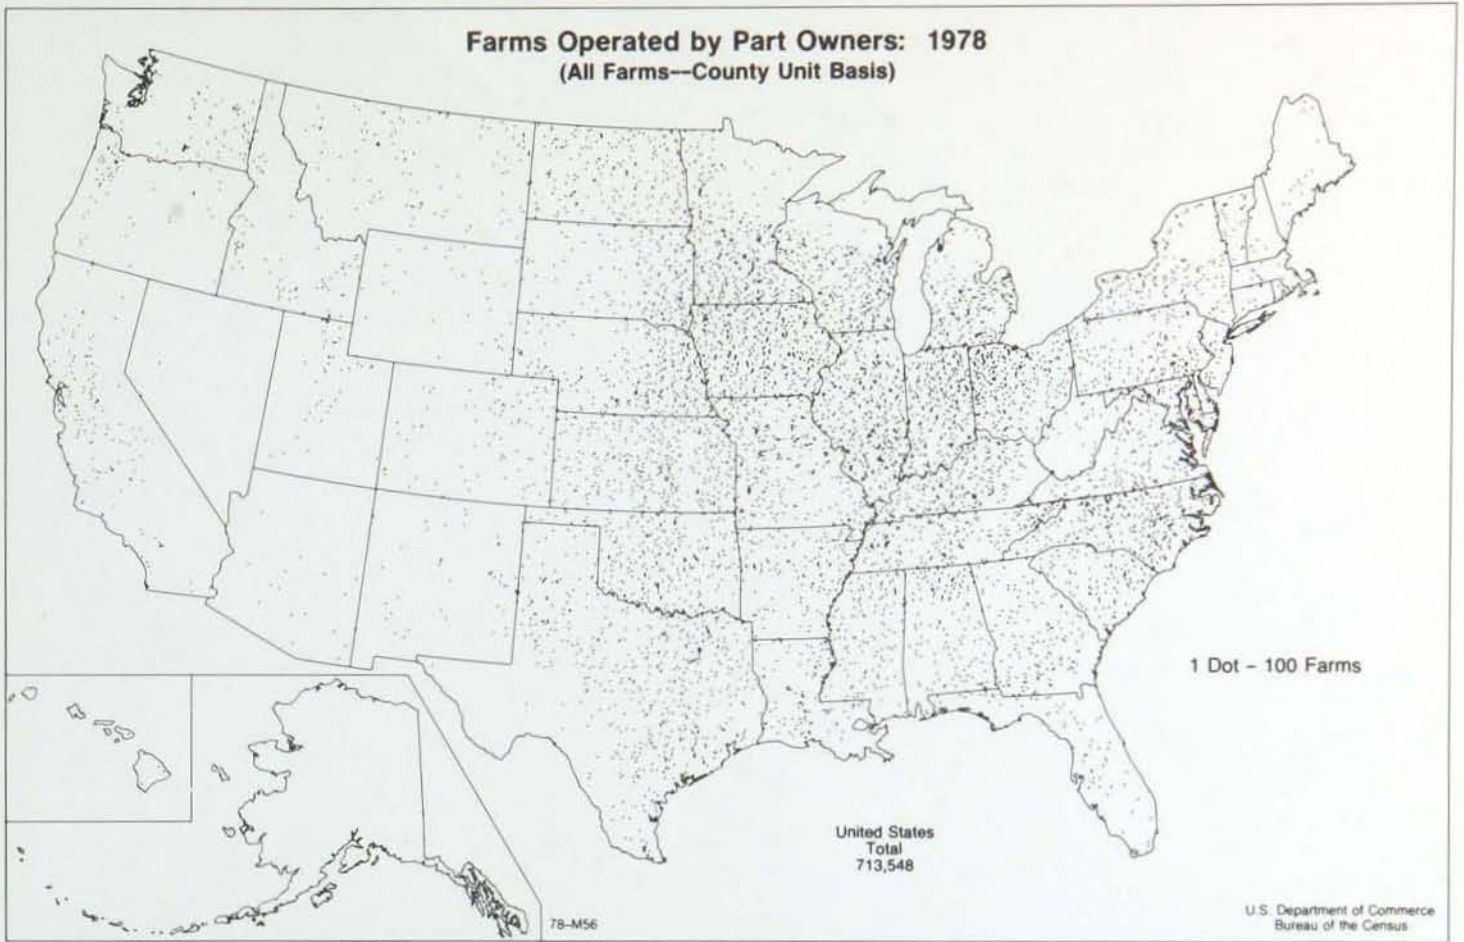 Farms Operated by Part Owners: 1978
(All Farms--County Unit Basis)
1 Dot – 100 Farms
United States
Total
713,548
78–M56
U.S. Department of Commerce
Bureau of the Census